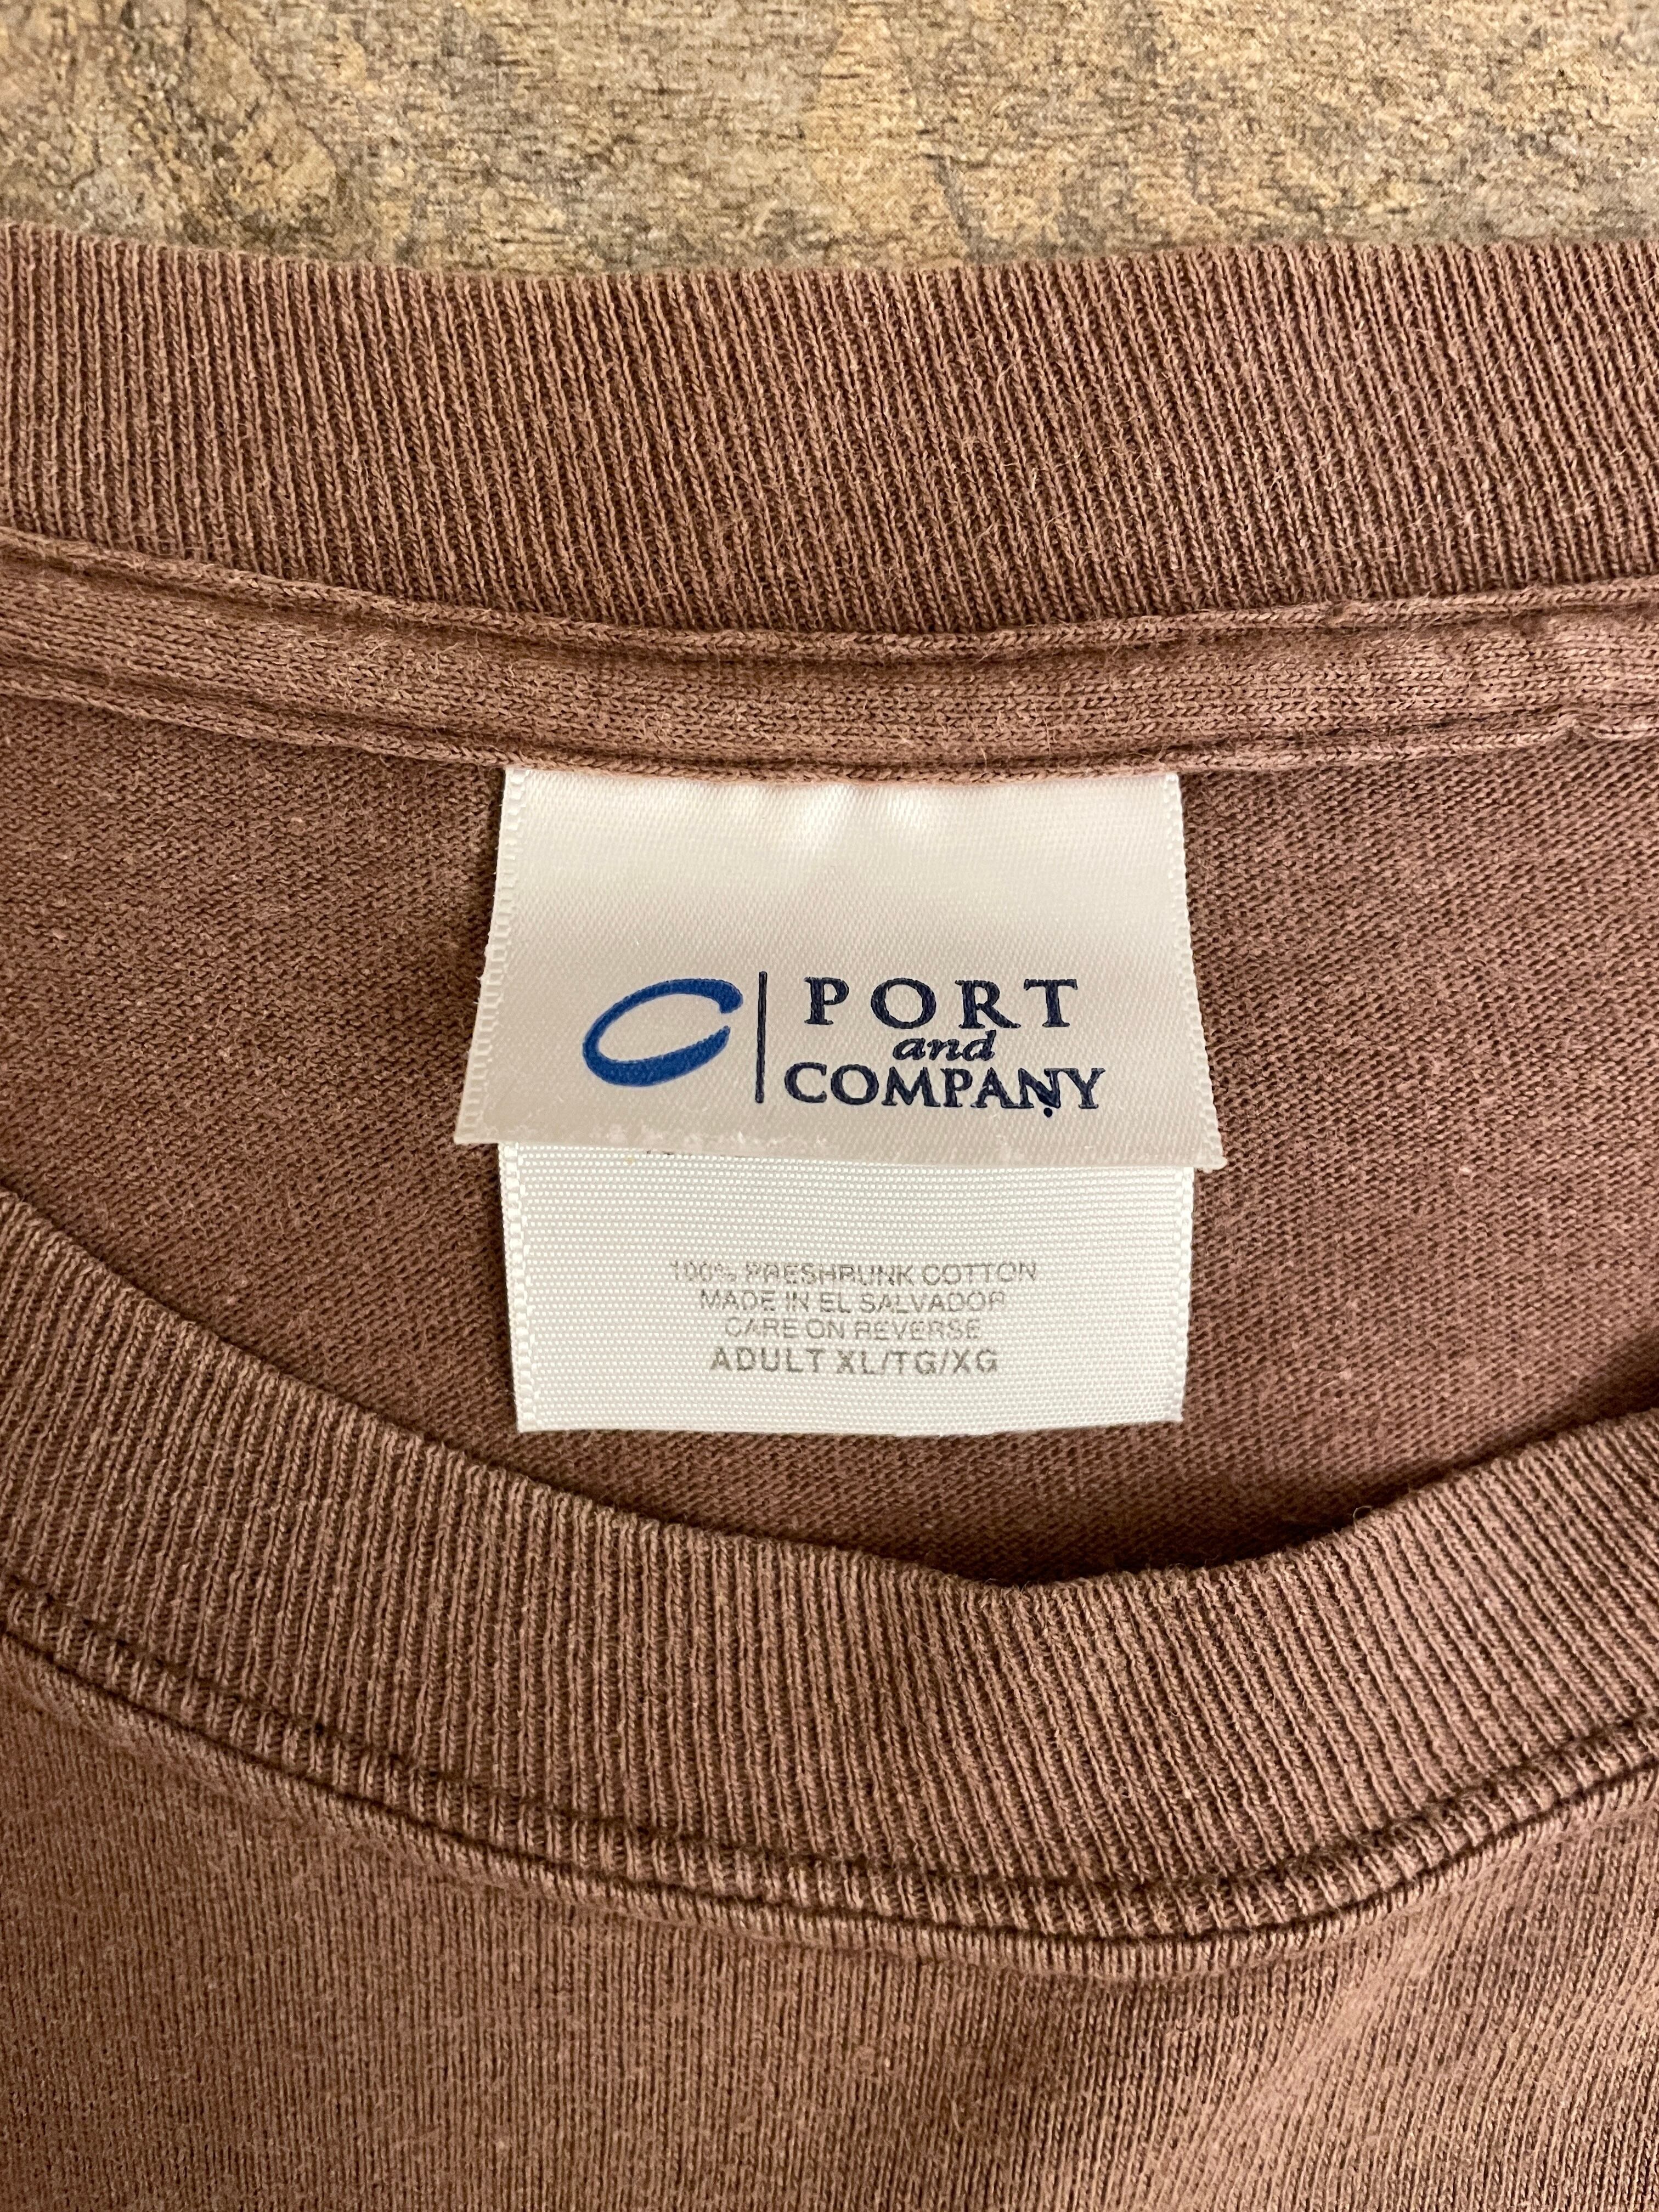 PORT
and
COMPANY
100% PRESHRUNK COTTON
MADE IN EL SALVADOR
CARE ON REVERSE
ADULT XL/TG/XG